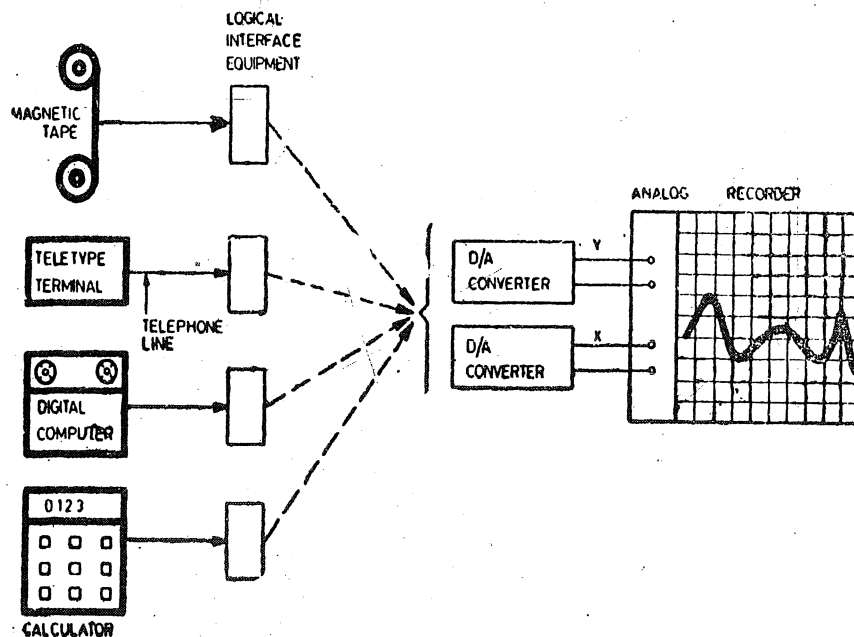 LOGICAL
INTERFACE
EQUIPMENT
MAGNETIC
TAPE
TELETYPE
TERMINAL
TELEPHONE
LINE
DIGITAL
COMPUTER
0123
CALCULATOR
D/A
CONVERTER
Y
D/A
CONVERTER
X
ANALOG RECORDER